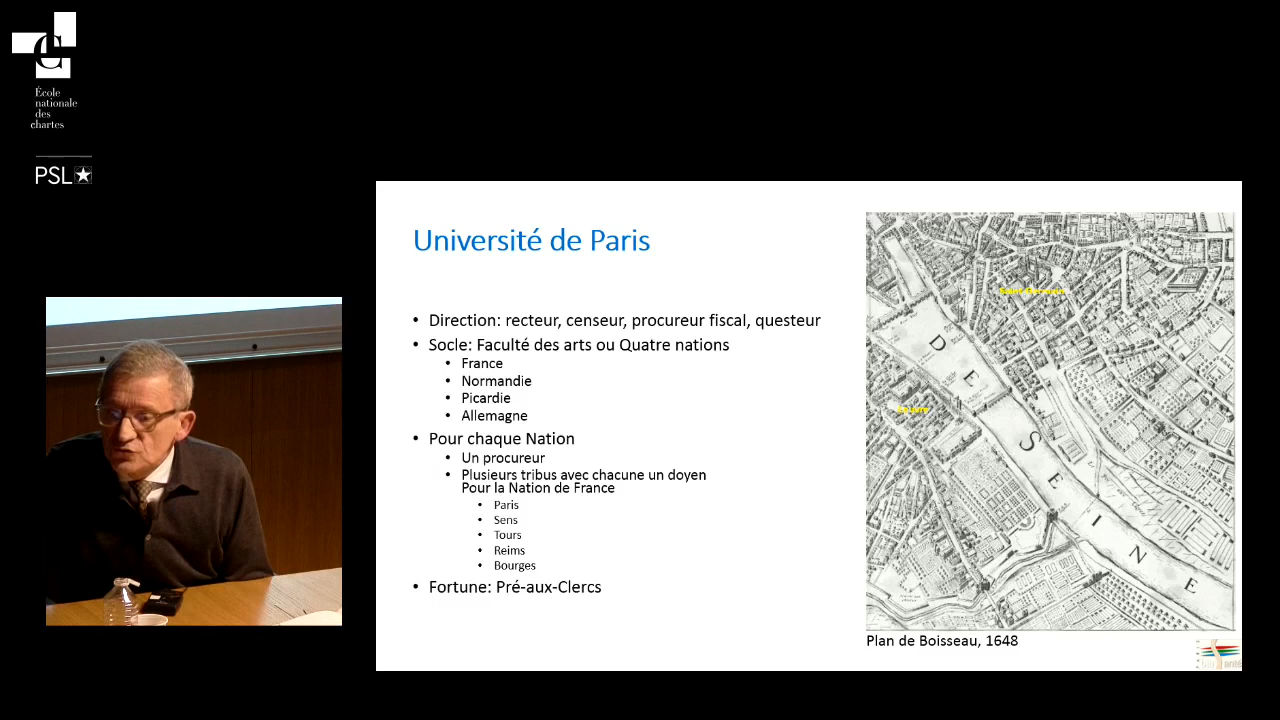 École
nationale
des
chartes
PSL
Université de Paris
• Direction: recteur, censeur, procureur fiscal, questeur
• Socle: Faculté des arts ou Quatre nations
• France
• Normandie
• Picardie
• Allemagne
• Pour chaque Nation
• Un procureur
• Plusieurs tribus avec chacune un doyen
Pour la Nation de France
• Paris
• Sens
• Tours
• Reims
• Bourges
• Fortune: Pré-aux-Clercs
DE
SEINE
Plan de Boisseau, 1648